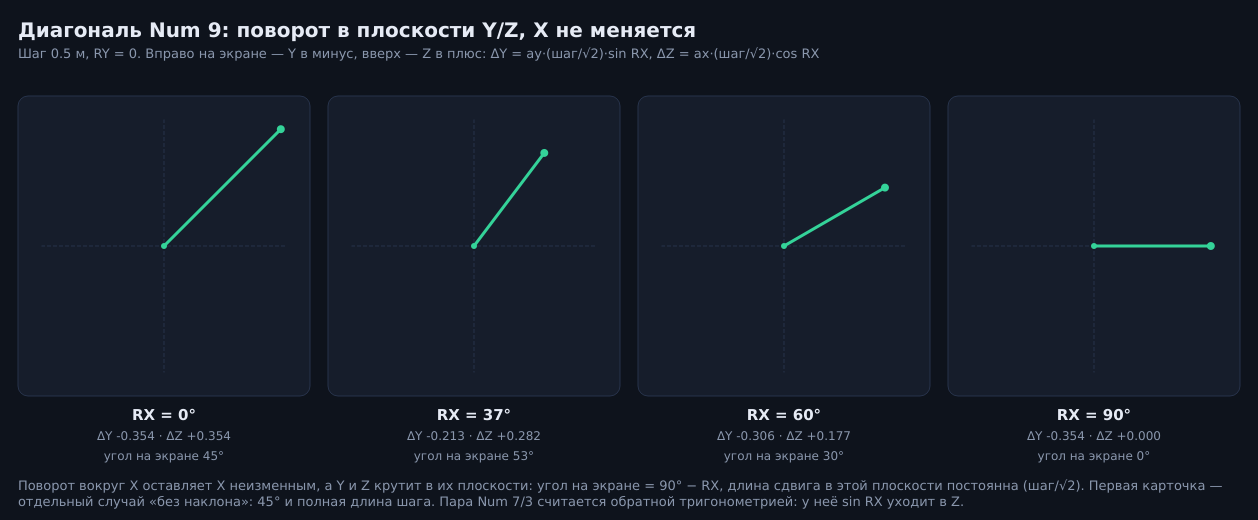 Диагональ Num 9: поворот в плоскости Y/Z, X не меняется
Шаг 0.5 м, RY = 0. Вправо на экране — Y в минус, вверх — Z в плюс: ΔY = ay·(шаг/√2)·sin RX, ΔZ = ax·(шаг/√2)·cos RX
RX = 0°
ΔY -0.354 · ΔZ +0.354
угол на экране 45°
RX = 37°
ΔY -0.213 · ΔZ +0.282
угол на экране 53°
RX = 60°
ΔY -0.306 · ΔZ +0.177
угол на экране 30°
RX = 90°
ΔY -0.354 · ΔZ +0.000
угол на экране 0°
Поворот вокруг X оставляет X неизменным, а Y и Z крутит в их плоскости: угол на экране = 90° − RX, длина сдвига в этой плоскости постоянна (шаг/√2). Первая карточка —
отдельный случай «без наклона»: 45° и полная длина шага. Пара Num 7/3 считается обратной тригонометрией: у неё sin RX уходит в Z.